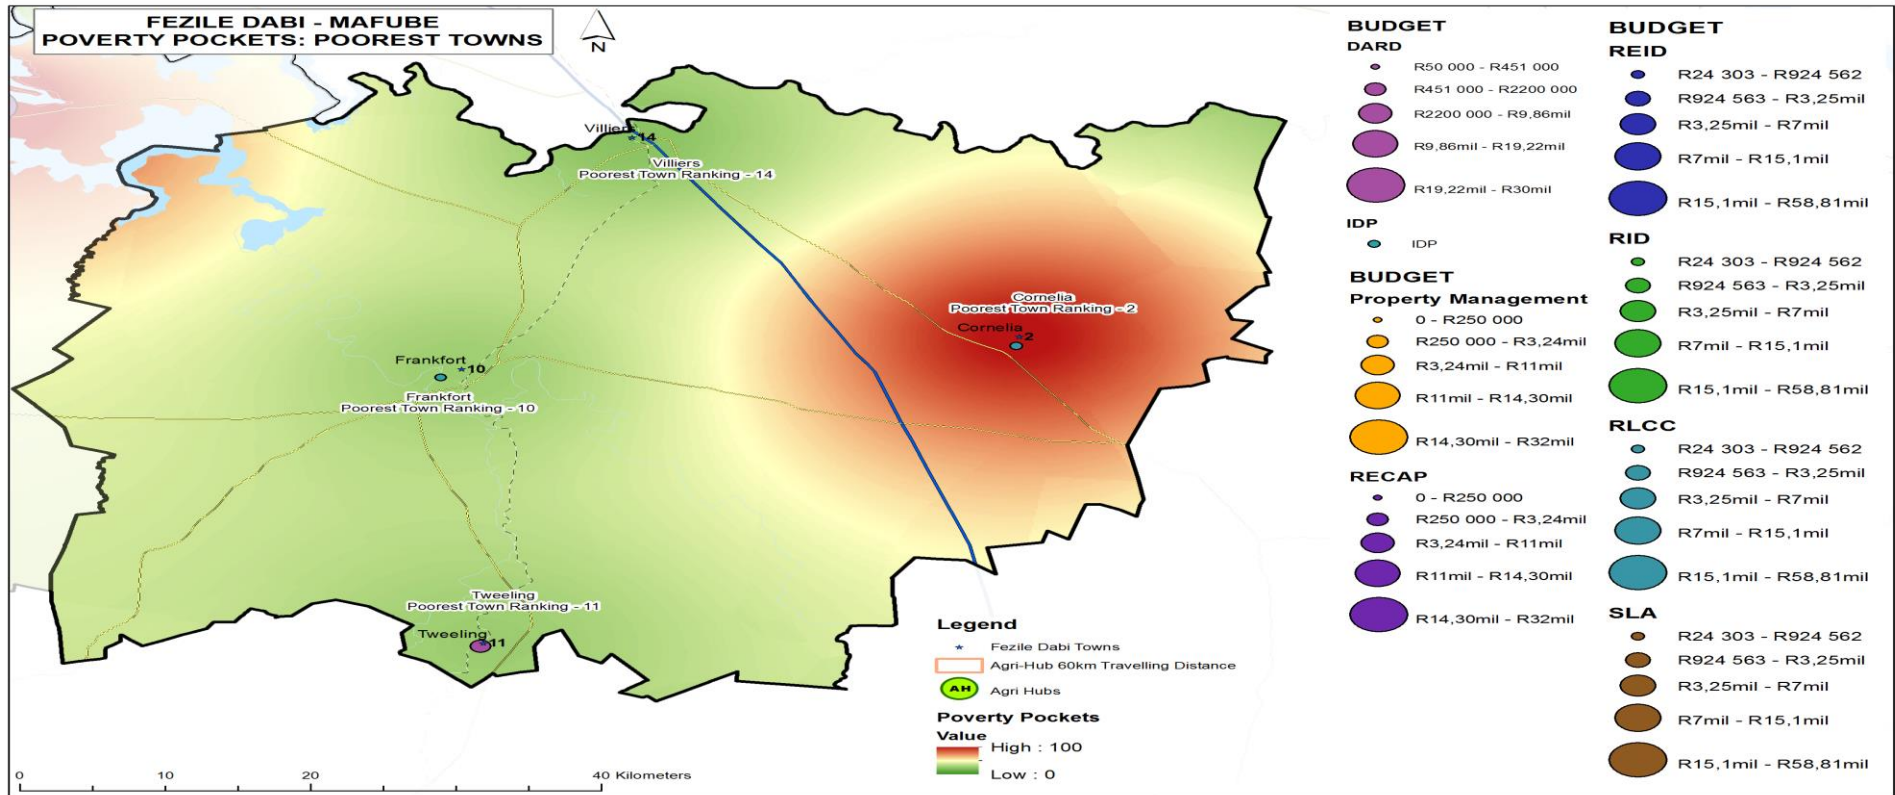 FEZILE DABI - MAFUBE
POVERTY POCKETS: POOREST TOWNS
N
Villiers
14
Villiers
Poorest Town Ranking - 14
Cornelia
Poorest Town Ranking - 2
Cornelia
2
Frankfort
10
Frankfort
Poorest Town Ranking - 10
Tweeling
Poorest Town Ranking - 11
Tweeling
11
Legend
Fezile Dabi Towns
Agri-Hub 60km Travelling Distance
AH
Agri Hubs
Poverty Pockets
Value
High : 100
Low : 0
0 10 20 40 Kilometers
BUDGET
DARD
R50 000 - R451 000
R451 000 - R2200 000
R2200 000 - R9,86mil
R9,86mil - R19,22mil
R19,22mil - R30mil
IDP
IDP
BUDGET
Property Management
0 - R250 000
R250 000 - R3,24mil
R3,24mil - R11mil
R11mil - R14,30mil
R14,30mil - R32mil
RECAP
0 - R250 000
R250 000 - R3,24mil
R3,24mil - R11mil
R11mil - R14,30mil
R14,30mil - R32mil
BUDGET
REID
R24 303 - R924 562
R924 563 - R3,25mil
R3,25mil - R7mil
R7mil - R15,1mil
R15,1mil - R58,81mil
RID
R24 303 - R924 562
R924 563 - R3,25mil
R3,25mil - R7mil
R7mil - R15,1mil
R15,1mil - R58,81mil
RLCC
R24 303 - R924 562
R924 563 - R3,25mil
R3,25mil - R7mil
R7mil - R15,1mil
R15,1mil - R58,81mil
SLA
R24 303 - R924 562
R924 563 - R3,25mil
R3,25mil - R7mil
R7mil - R15,1mil
R15,1mil - R58,81mil